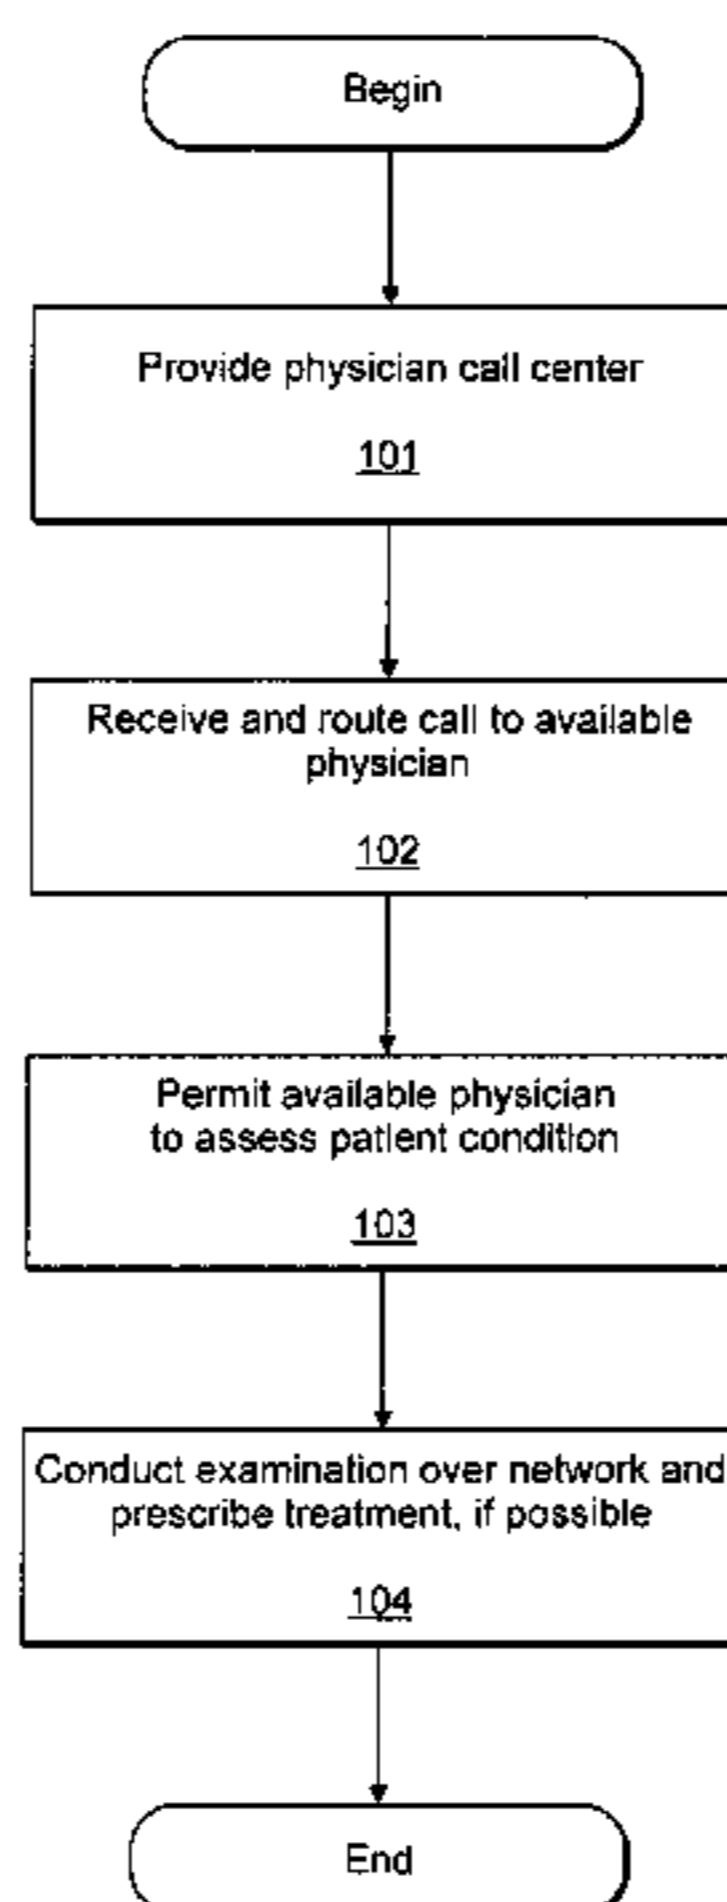 Begin
Provide physician call center
101
Receive and route call to available
physician
102
Permit available physician
to assess patient condition
103
Conduct examination over network and
prescribe treatment, if possible
104
End